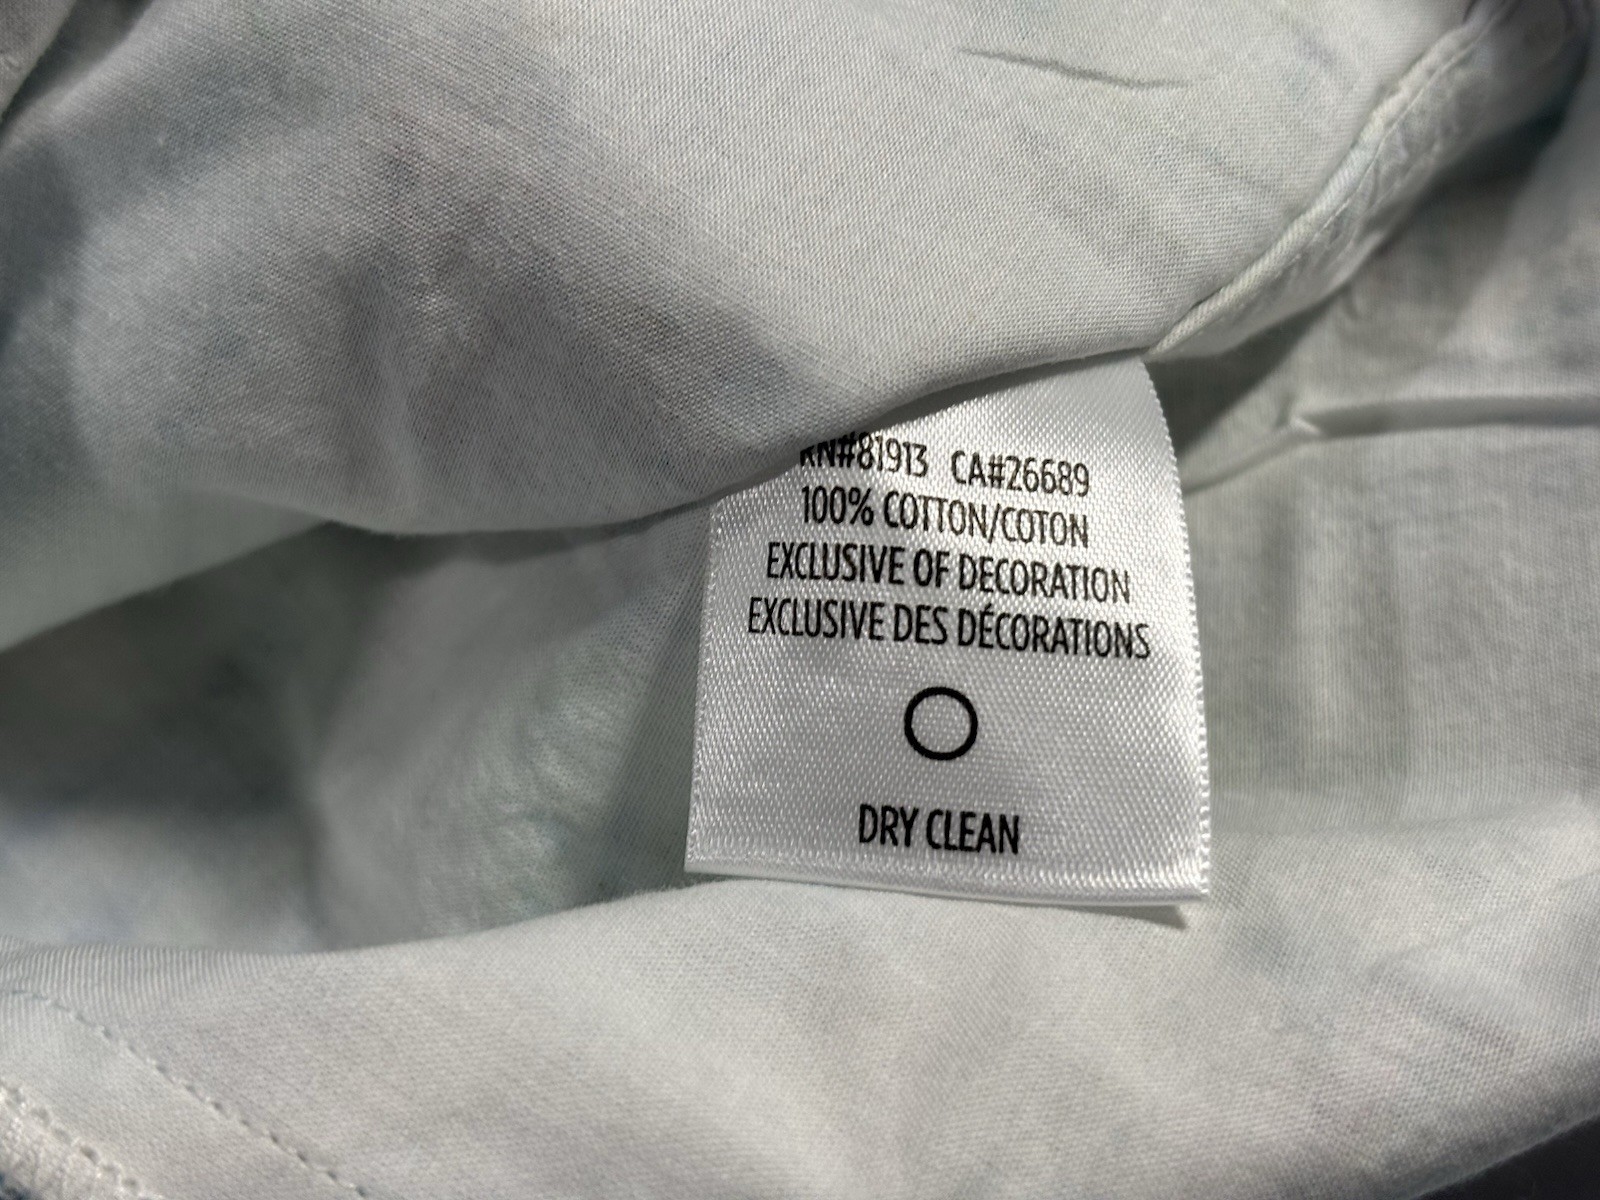 RN#81913 CA#26689
100% COTTON/COTON
EXCLUSIVE OF DECORATION
EXCLUSIVE DES DÉCORATIONS
DRY CLEAN